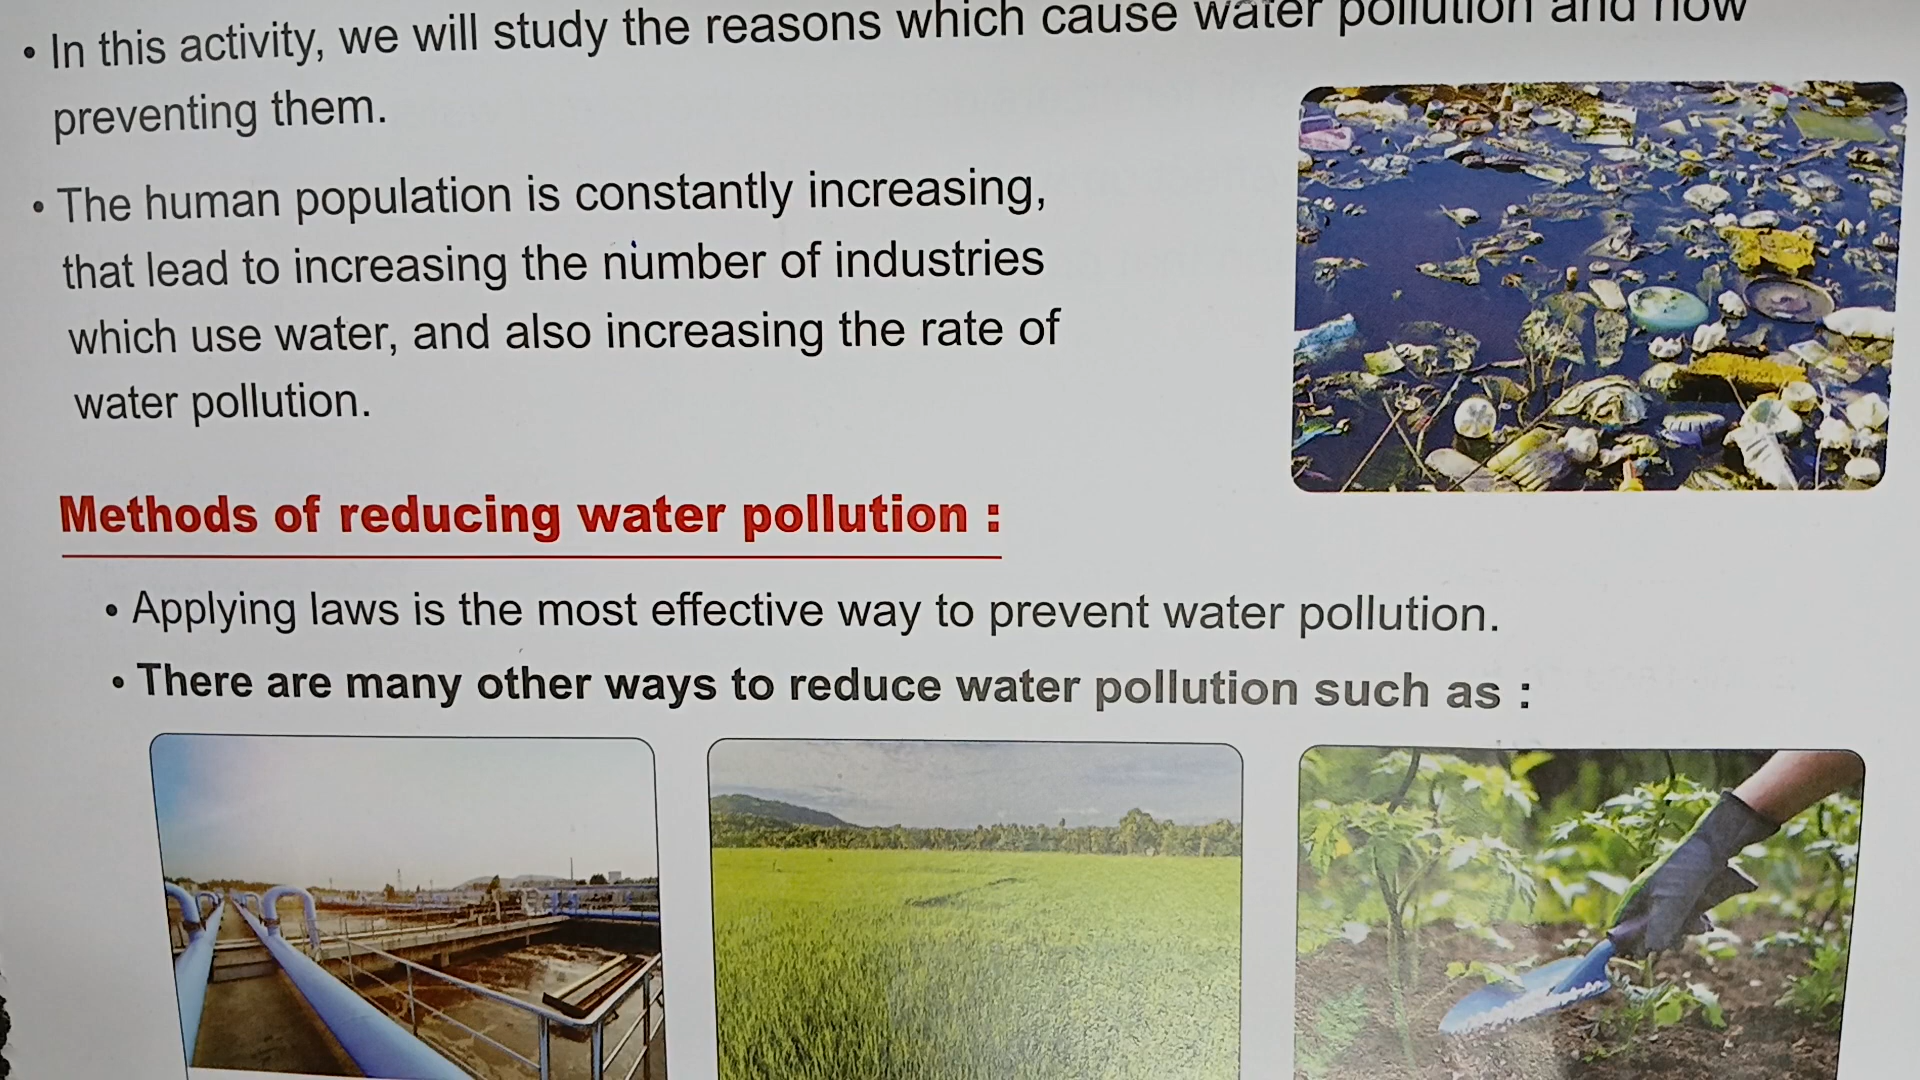 • In this activity, we will study the reasons which cause water pollution and how
preventing them.
• The human population is constantly increasing,
that lead to increasing the number of industries
which use water, and also increasing the rate of
water pollution.
Methods of reducing water pollution :
• Applying laws is the most effective way to prevent water pollution.
• There are many other ways to reduce water pollution such as :